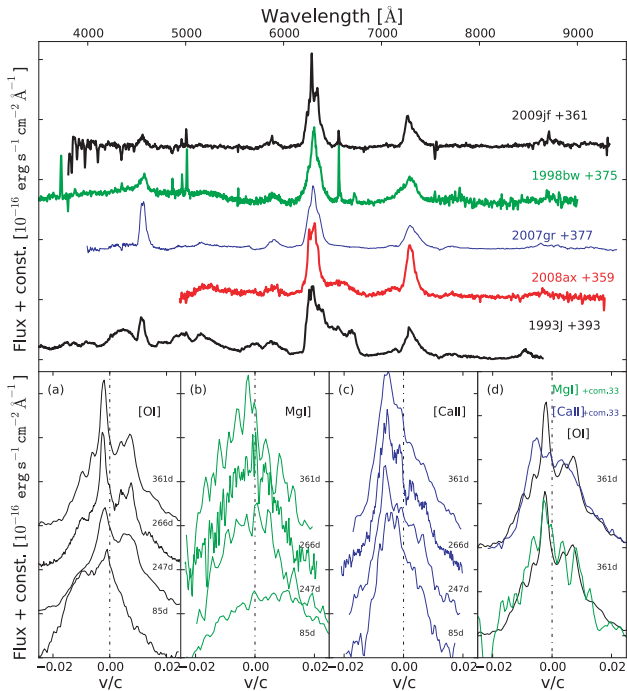 Wavelength [Å]
4000 5000 6000 7000 8000 9000
Flux + const. [10⁻¹⁶ erg s⁻¹ cm⁻² Å⁻¹]
2009jf +361
1998bw +375
2007gr +377
2008ax +359
1993J +393
Flux + const. [10⁻¹⁶ erg s⁻¹ cm⁻² Å⁻¹]
(a)
[OI]
361d
266d
247d
85d
−0.02 0.00 0.02
v/c
(b)
MgI]
361d
266d
247d
85d
−0.02 0.00 0.02
v/c
(c)
[CaII]
361d
266d
247d
85d
−0.02 0.00 0.02
v/c
(d)
MgI] +com.33
[CaII] +com.33
[OI]
361d
361d
−0.02 0.00 0.02
v/c